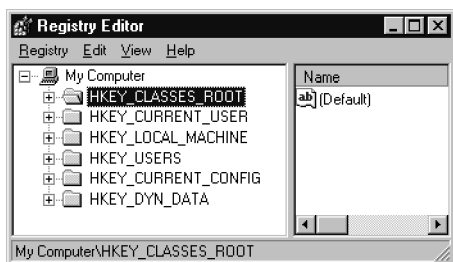 Registry Editor
Registry Edit View Help
My Computer
HKEY_CLASSES_ROOT
HKEY_CURRENT_USER
HKEY_LOCAL_MACHINE
HKEY_USERS
HKEY_CURRENT_CONFIG
HKEY_DYN_DATA
Name
ab (Default)
My Computer\HKEY_CLASSES_ROOT